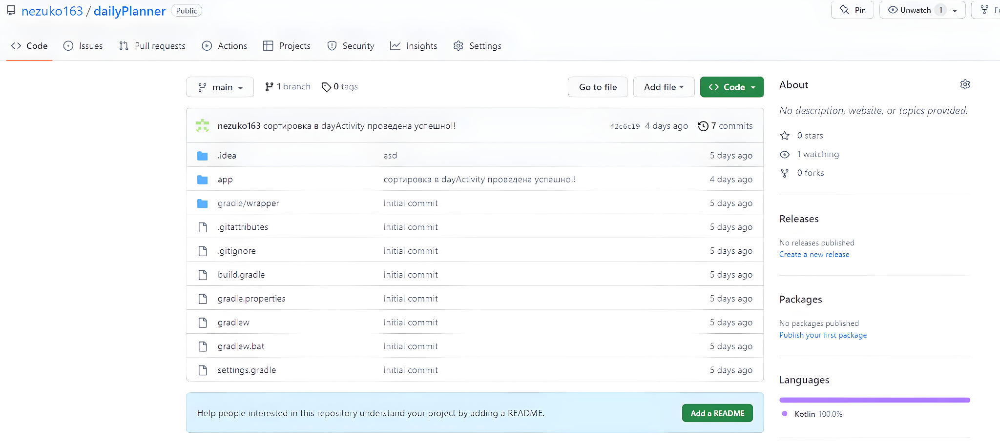 nezuko163 / dailyPlanner Public
Pin Unwatch 1
Code Issues Pull requests Actions Projects Security Insights Settings
main 1 branch 0 tags Go to file Add file Code
nezuko163 сортировка в dayActivity проведена успешно!! f2c6c19 4 days ago 7 commits
.idea asd 5 days ago
app сортировка в dayActivity проведена успешно!! 4 days ago
gradle/wrapper Initial commit 5 days ago
.gitattributes Initial commit 5 days ago
.gitignore Initial commit 5 days ago
build.gradle Initial commit 5 days ago
gradle.properties Initial commit 5 days ago
gradlew Initial commit 5 days ago
gradlew.bat Initial commit 5 days ago
settings.gradle Initial commit 5 days ago
Help people interested in this repository understand your project by adding a README. Add a README
About
No description, website, or topics provided.
0 stars
1 watching
0 forks
Releases
No releases published
Create a new release
Packages
No packages published
Publish your first package
Languages
Kotlin 100.0%